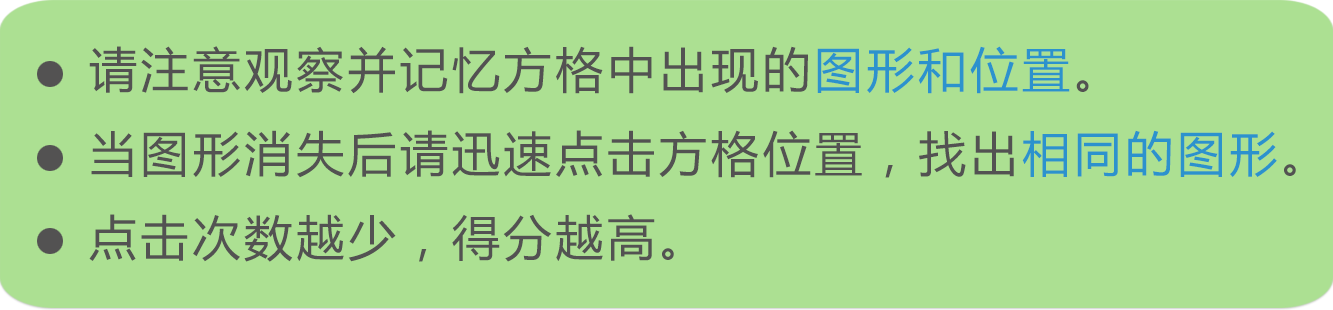 ● 请注意观察并记忆方格中出现的图形和位置。
● 当图形消失后请迅速点击方格位置，找出相同的图形。
● 点击次数越少，得分越高。